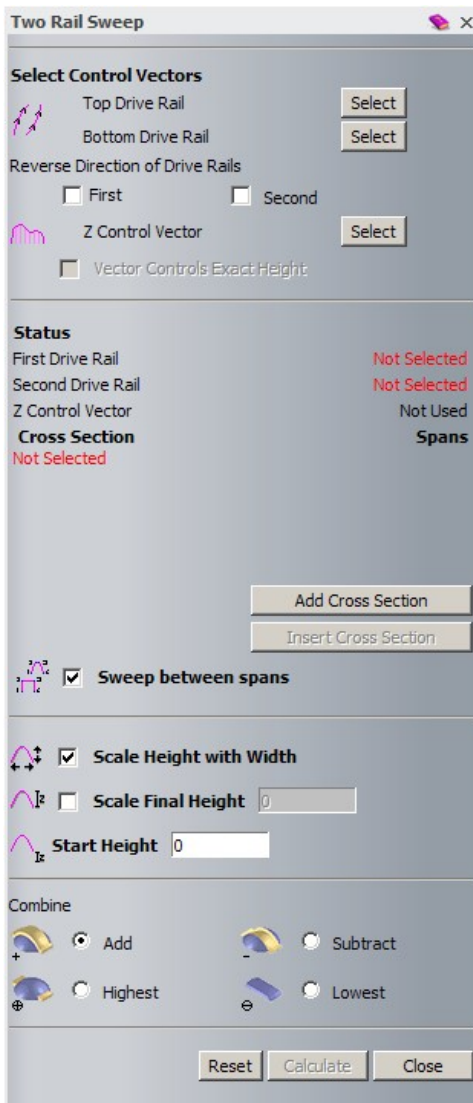 Two Rail Sweep
Select Control Vectors
Top Drive Rail Select
Bottom Drive Rail Select
Reverse Direction of Drive Rails
First Second
Z Control Vector Select
Vector Controls Exact Height
Status
First Drive Rail Not Selected
Second Drive Rail Not Selected
Z Control Vector Not Used
Cross Section Spans
Not Selected
Add Cross Section
Insert Cross Section
Sweep between spans
Scale Height with Width
Scale Final Height 0
Start Height 0
Combine
Add Subtract
Highest Lowest
Reset Calculate Close